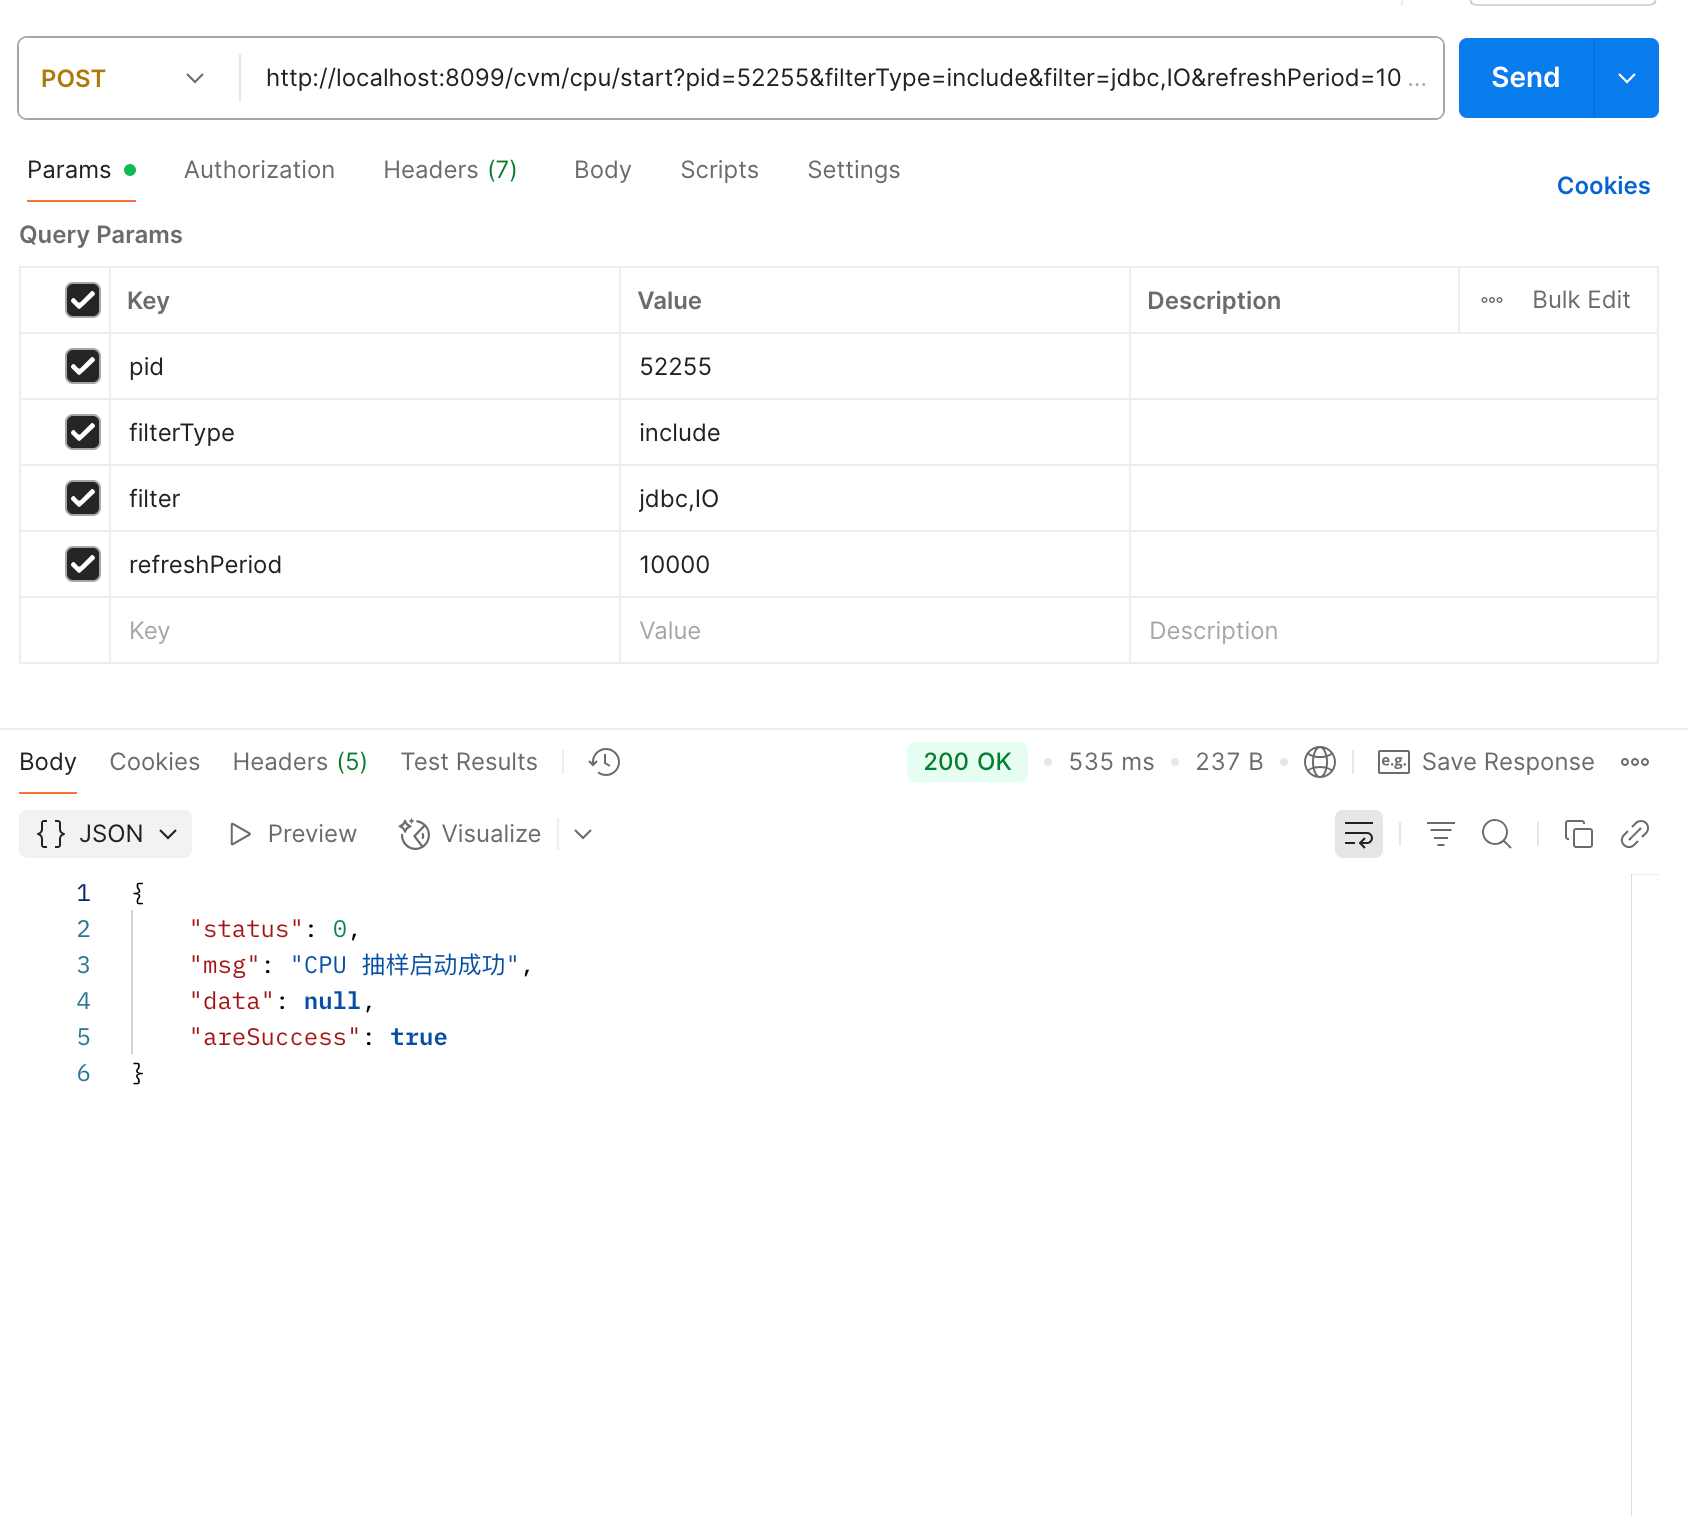 POST http://localhost:8099/cvm/cpu/start?pid=52255&filterType=include&filter=jdbc,IO&refreshPeriod=10 ... Send
Params Authorization Headers (7) Body Scripts Settings Cookies
Query Params
Key Value Description Bulk Edit
pid 52255
filterType include
filter jdbc,IO
refreshPeriod 10000
Key Value Description
Body Cookies Headers (5) Test Results 200 OK 535 ms 237 B e.g. Save Response
{ } JSON Preview Visualize
1 {
2 "status": 0,
3 "msg": "CPU 抽样启动成功",
4 "data": null,
5 "areSuccess": true
6 }